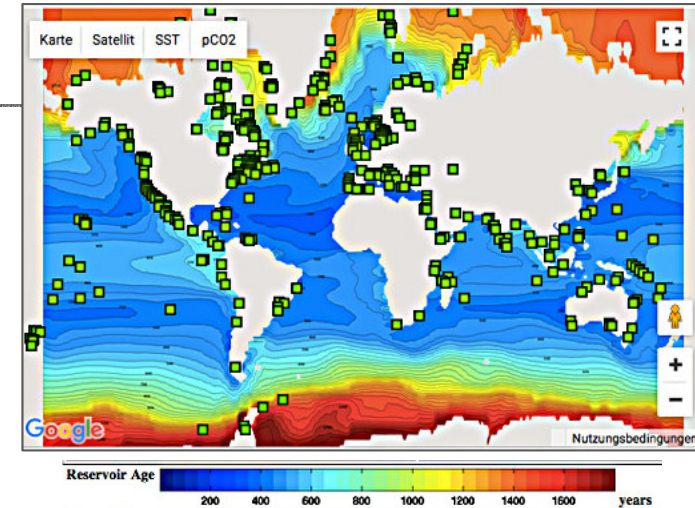 Karte Satellit SST pCO2
Google
Nutzungsbedingungen
Reservoir Age
200 400 600 800 1000 1200 1400 1600 years